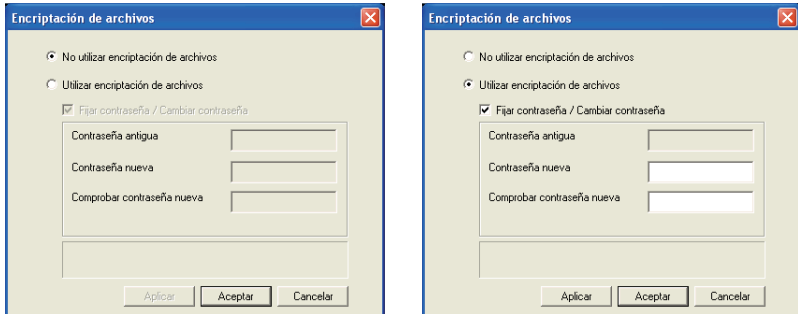 Encriptación de archivos
No utilizar encriptación de archivos
Utilizar encriptación de archivos
Fijar contraseña / Cambiar contraseña
Contraseña antigua
Contraseña nueva
Comprobar contraseña nueva
Aplicar Aceptar Cancelar
Encriptación de archivos
No utilizar encriptación de archivos
Utilizar encriptación de archivos
Fijar contraseña / Cambiar contraseña
Contraseña antigua
Contraseña nueva
Comprobar contraseña nueva
Aplicar Aceptar Cancelar